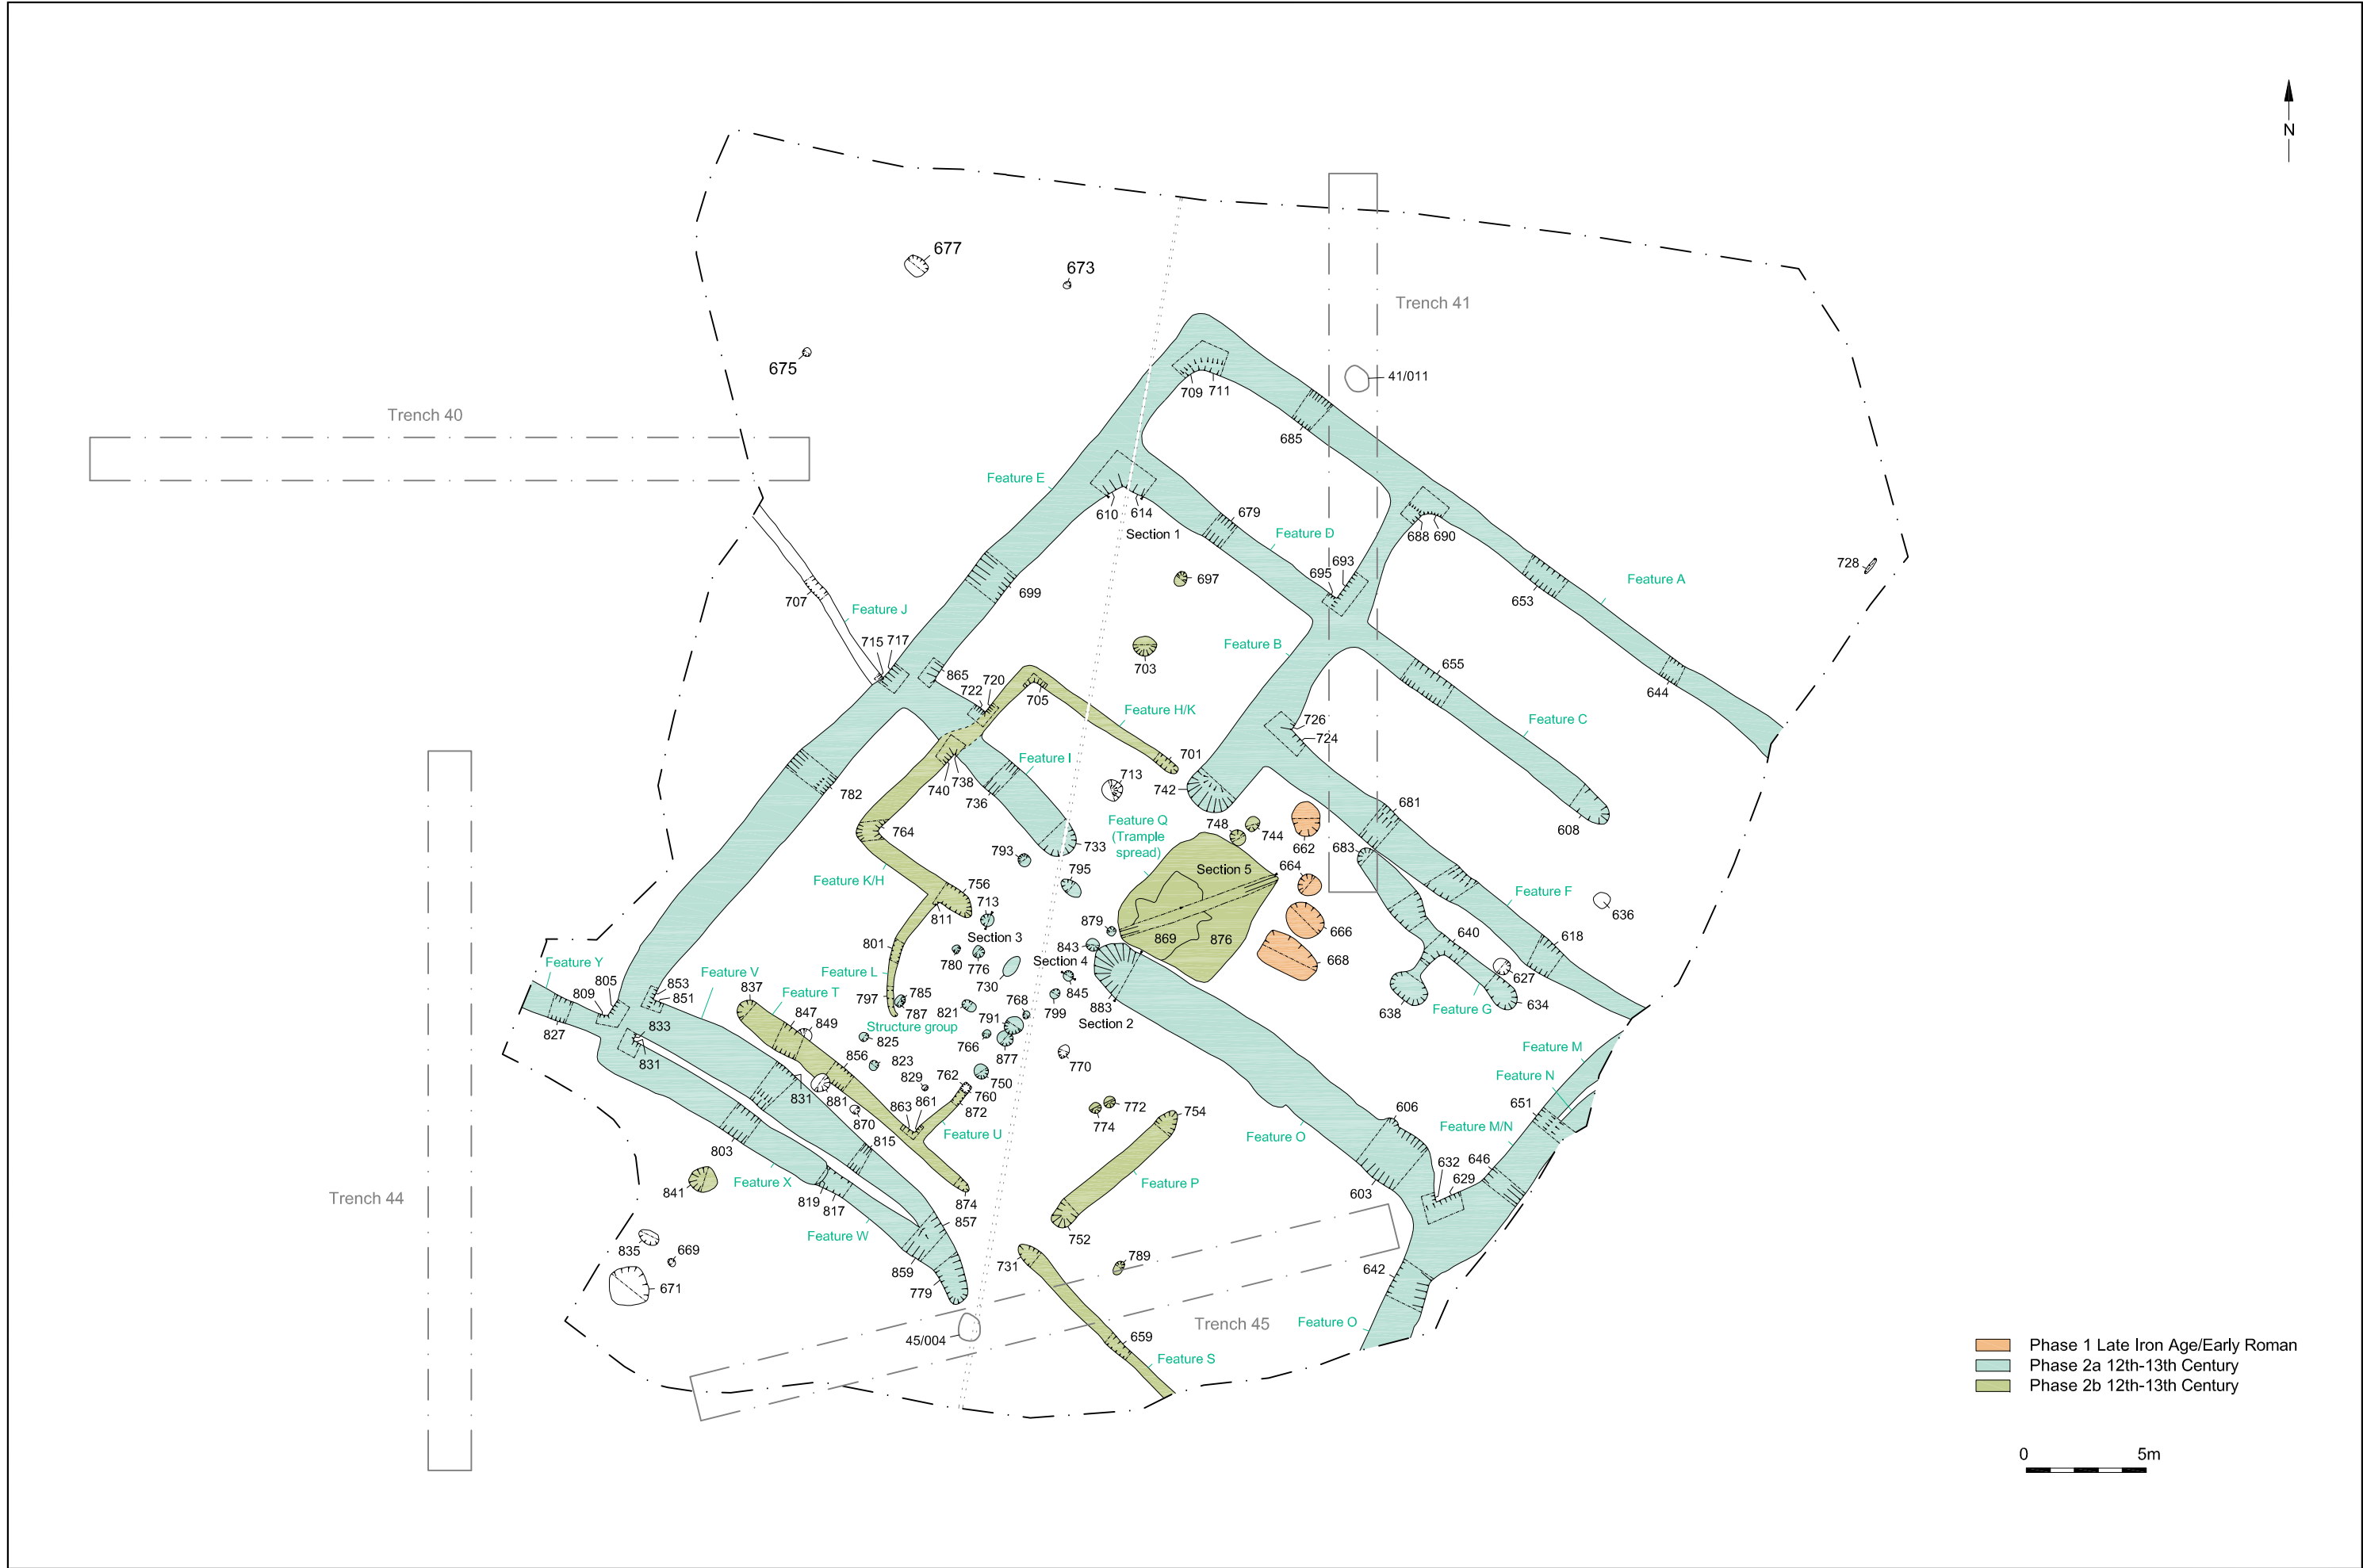 N
677
673
675
Trench 41
41/011
Trench 40
709 711
685
Feature E
610 614
Section 1
679
Feature D
688 690
693
695
728
697
699
653
Feature A
707
Feature J
715 717
703
Feature B
655
865
720
722
705
644
Feature H/K
726
724
Feature C
701
Feature I
713
742
738
740
736
782
681
608
Feature Q
(Trample
spread)
748
744
662
764
793
733
683
795
Section 5
664
Feature K/H
756
713
811
Feature F
636
879
666
801
Section 3
843
869
876
640
618
668
780
776
Section 4
Feature Y
Feature V
Feature L
730
845
627
805
809
853
851
837
Feature T
797
785
787
821
768
799
883
638
Feature G
634
827
847
849
Structure group
791
Section 2
833
825
766
877
Feature M
831
856
823
770
829
762
750
Feature N
831
881
760
772
863 861
872
774
754
606
651
870
Feature U
Feature O
Feature M/N
803
815
632
646
629
841
Feature X
Feature P
819
817
874
603
Trench 44
857
Feature W
752
835
669
731
789
859
642
671
779
45/004
Trench 45
Feature O
659
Feature S
Phase 1 Late Iron Age/Early Roman
Phase 2a 12th-13th Century
Phase 2b 12th-13th Century
0 5m